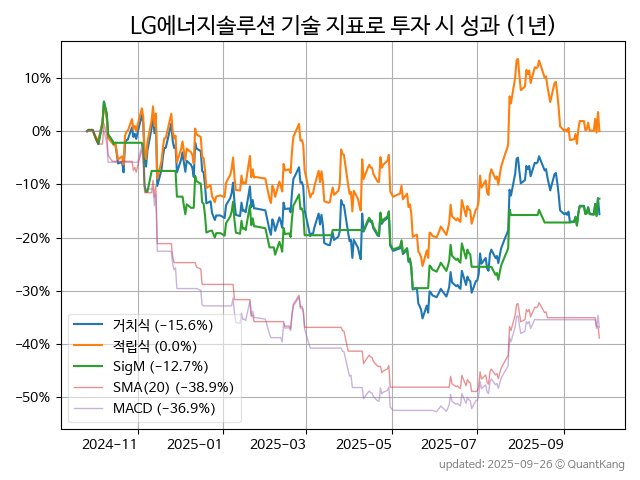 LG에너지솔루션 기술 지표로 투자 시 성과 (1년)
10%
0%
−10%
−20%
−30%
−40%
−50%
거치식 (−15.6%)
적립식 (0.0%)
SigM (−12.7%)
SMA(20) (−38.9%)
MACD (−36.9%)
2024-11
2025-01
2025-03
2025-05
2025-07
2025-09
updated: 2025-09-26 © QuantKang